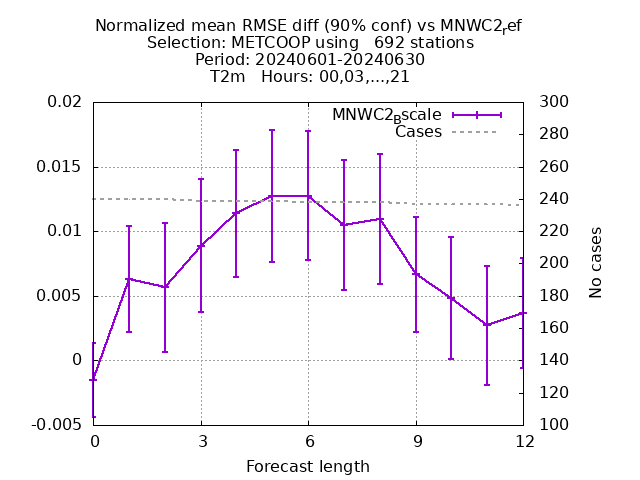 Normalized mean RMSE diff (90% conf) vs MNWC2ref
Selection: METCOOP using 692 stations
Period: 20240601-20240630
T2m Hours: 00,03,...,21
MNWC2Bscale
Cases
0.02
0.015
0.01
0.005
0
-0.005
300
280
260
240
220
200
180
160
140
120
100
No cases
0 3 6 9 12
Forecast length